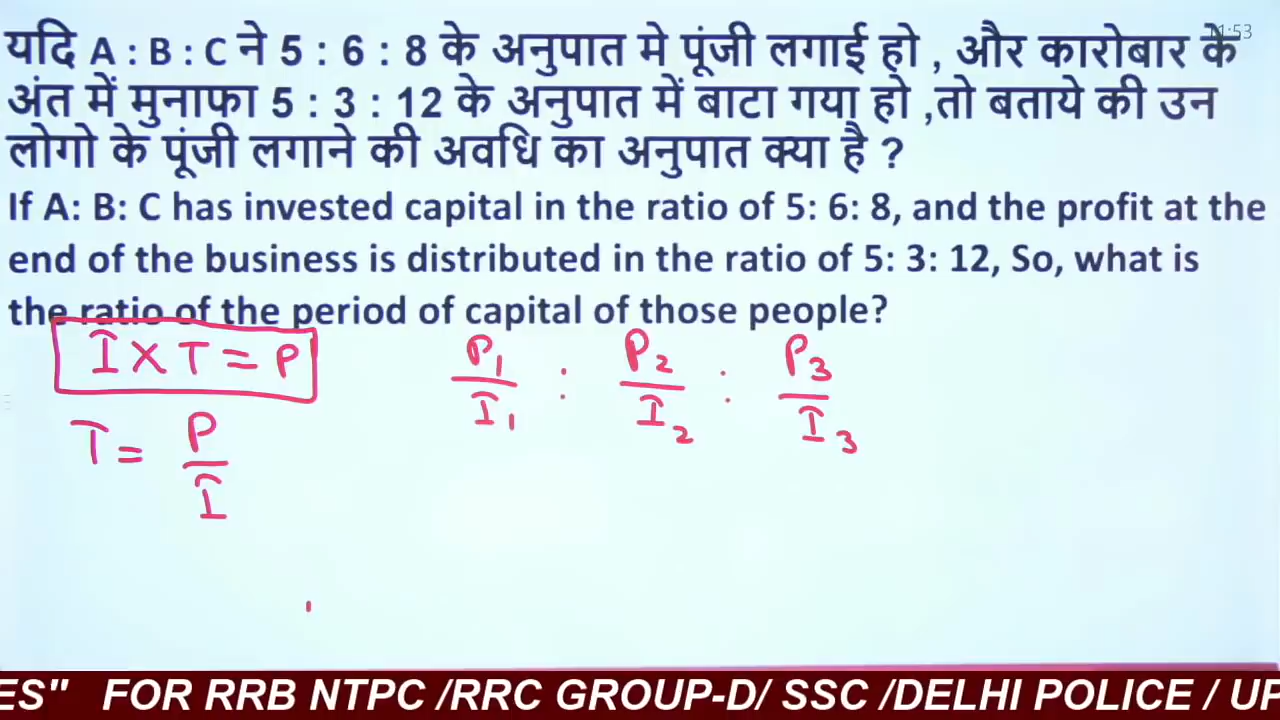 यदि A : B : C ने 5 : 6 : 8 के अनुपात मे पूंजी लगाई हो , और कारोबार के
अंत में मुनाफा 5 : 3 : 12 के अनुपात में बाटा गया हो ,तो बताये की उन
लोगो के पूंजी लगाने की अवधि का अनुपात क्या है ?
If A: B: C has invested capital in the ratio of 5: 6: 8, and the profit at the
end of the business is distributed in the ratio of 5: 3: 12, So, what is
the ratio of the period of capital of those people?
I × T = P
P1/I1 : P2/I2 : P3/I3
T = P/I
ES" FOR RRB NTPC /RRC GROUP-D/ SSC /DELHI POLICE / UP